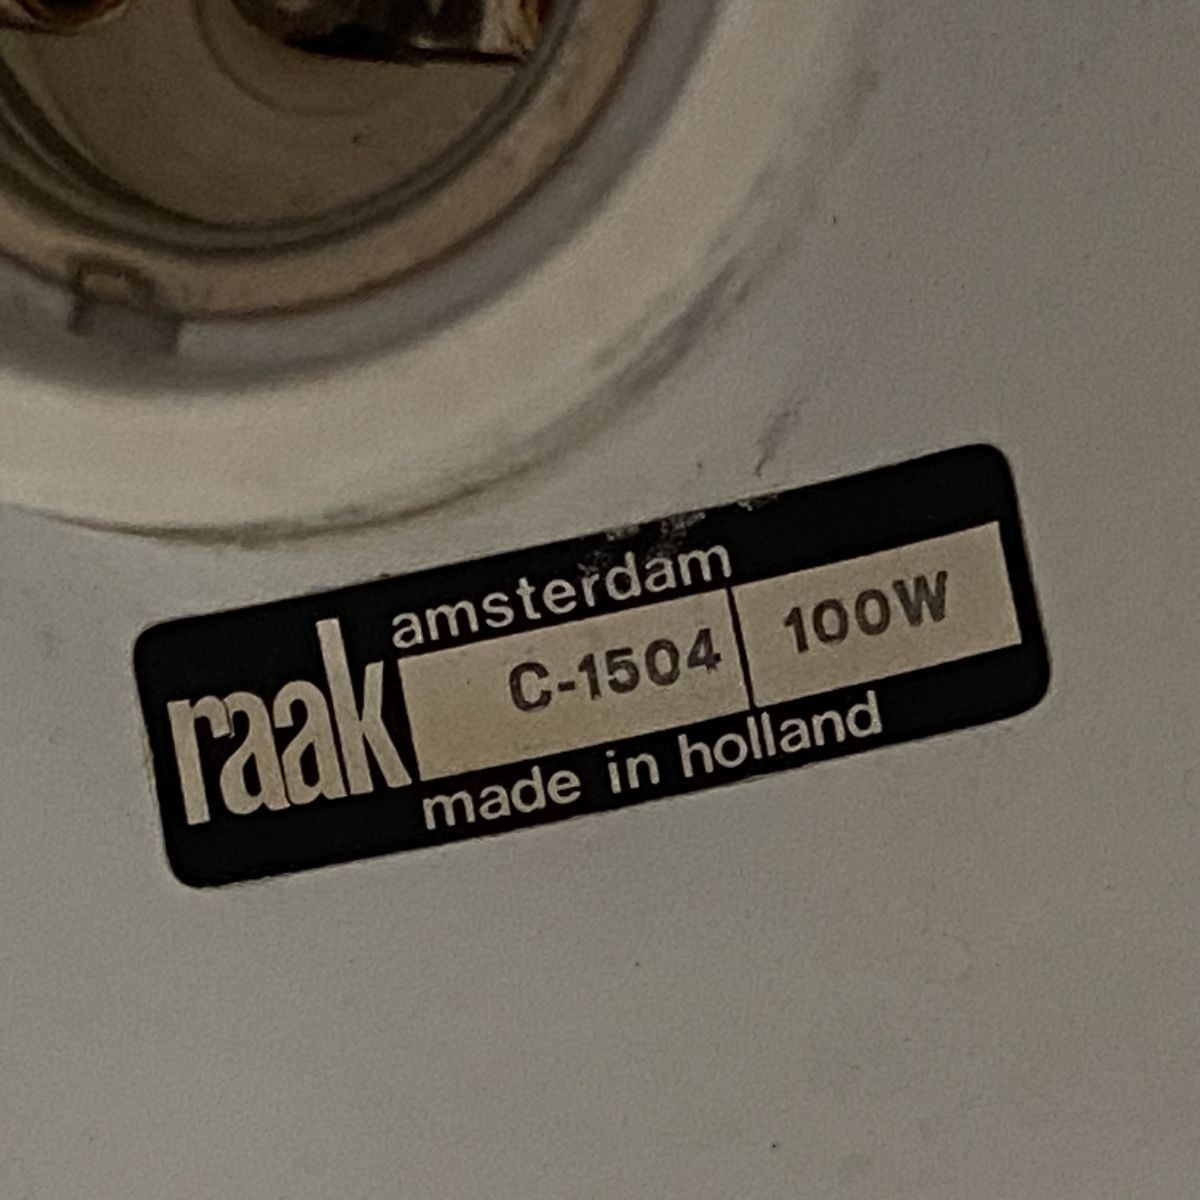 amsterdam
raak C-1504 100W
made in holland